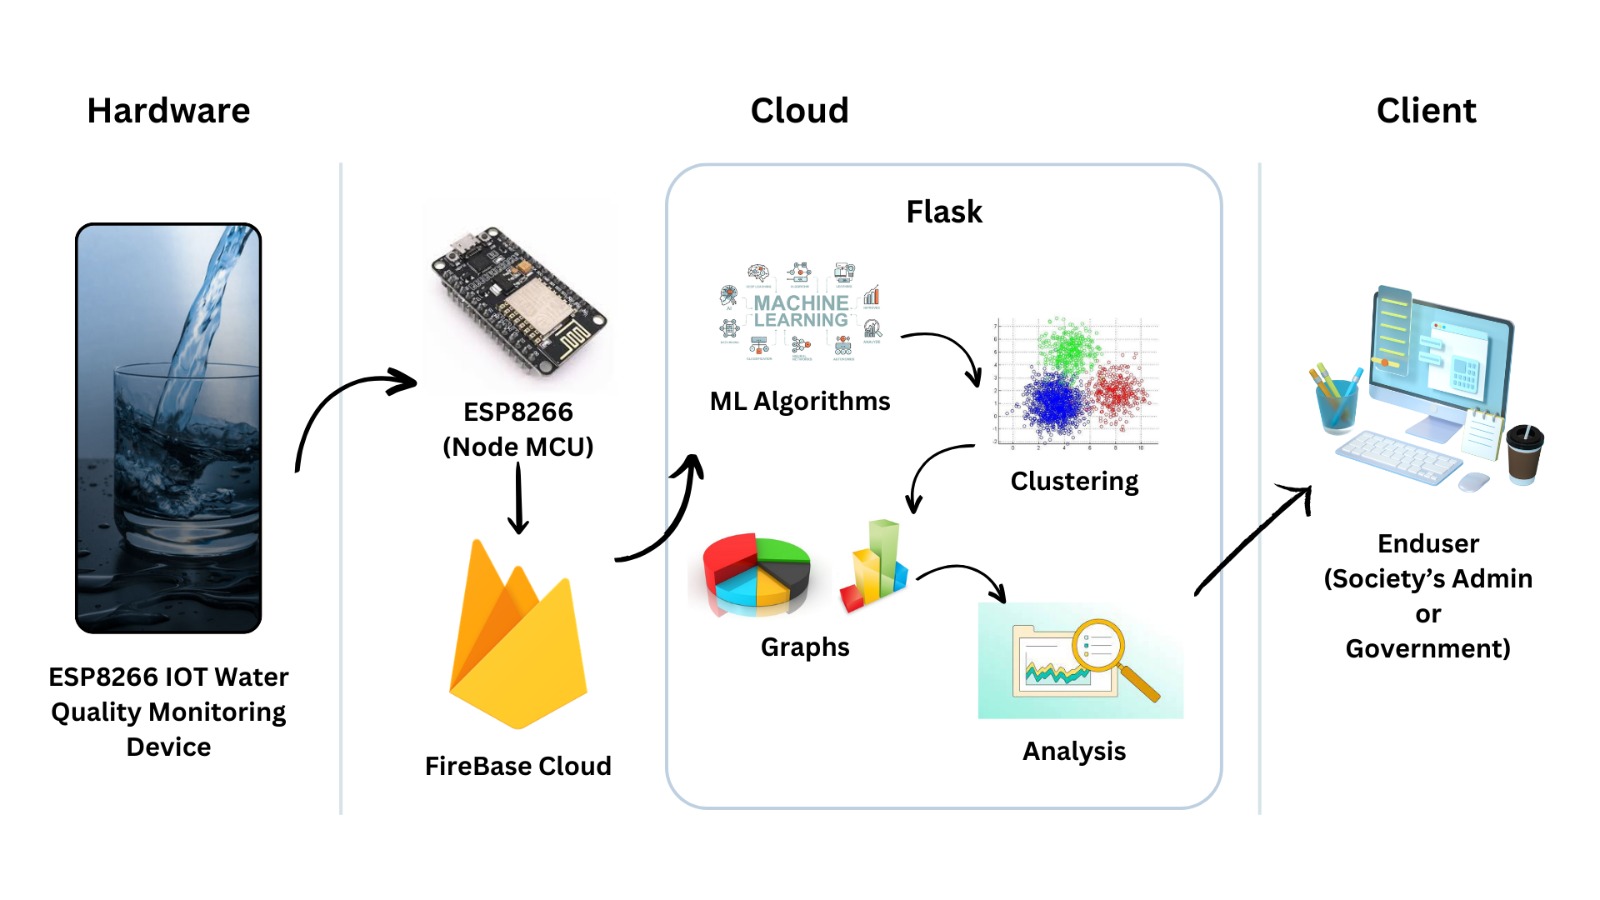 Hardware
Cloud
Client
ESP8266 IOT Water
Quality Monitoring
Device
ESP8266
(Node MCU)
FireBase Cloud
Flask
MACHINE
LEARNING
ML Algorithms
Clustering
Graphs
Analysis
Enduser
(Society’s Admin
or
Government)